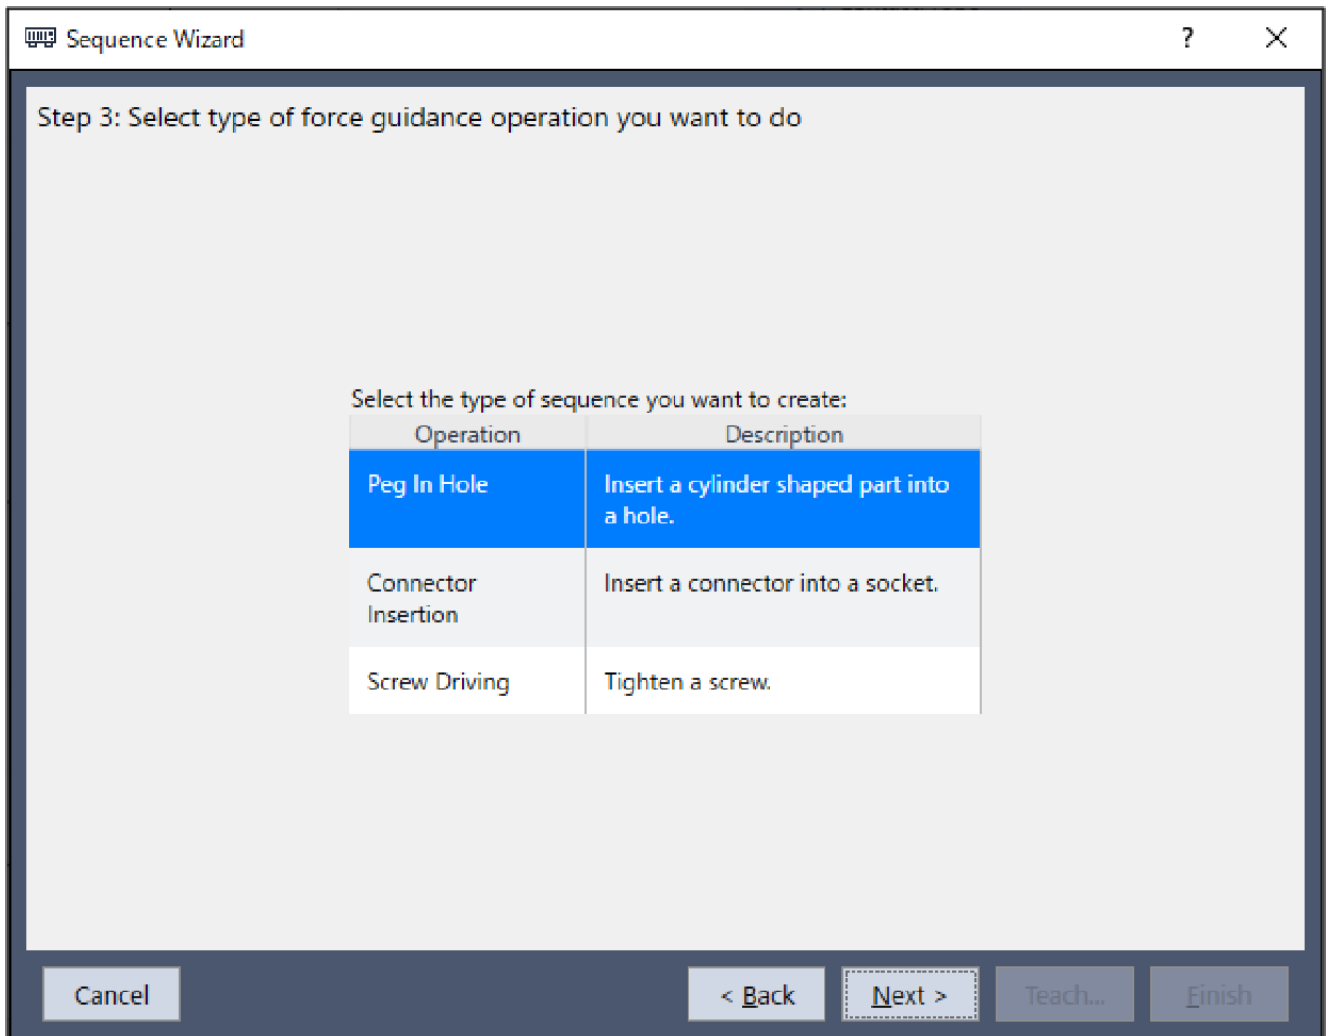 Sequence Wizard
?
Step 3: Select type of force guidance operation you want to do
Select the type of sequence you want to create:
Operation Description
Peg In Hole Insert a cylinder shaped part into
a hole.
Connector Insert a connector into a socket.
Insertion
Screw Driving Tighten a screw.
Cancel < Back Next > Teach... Finish